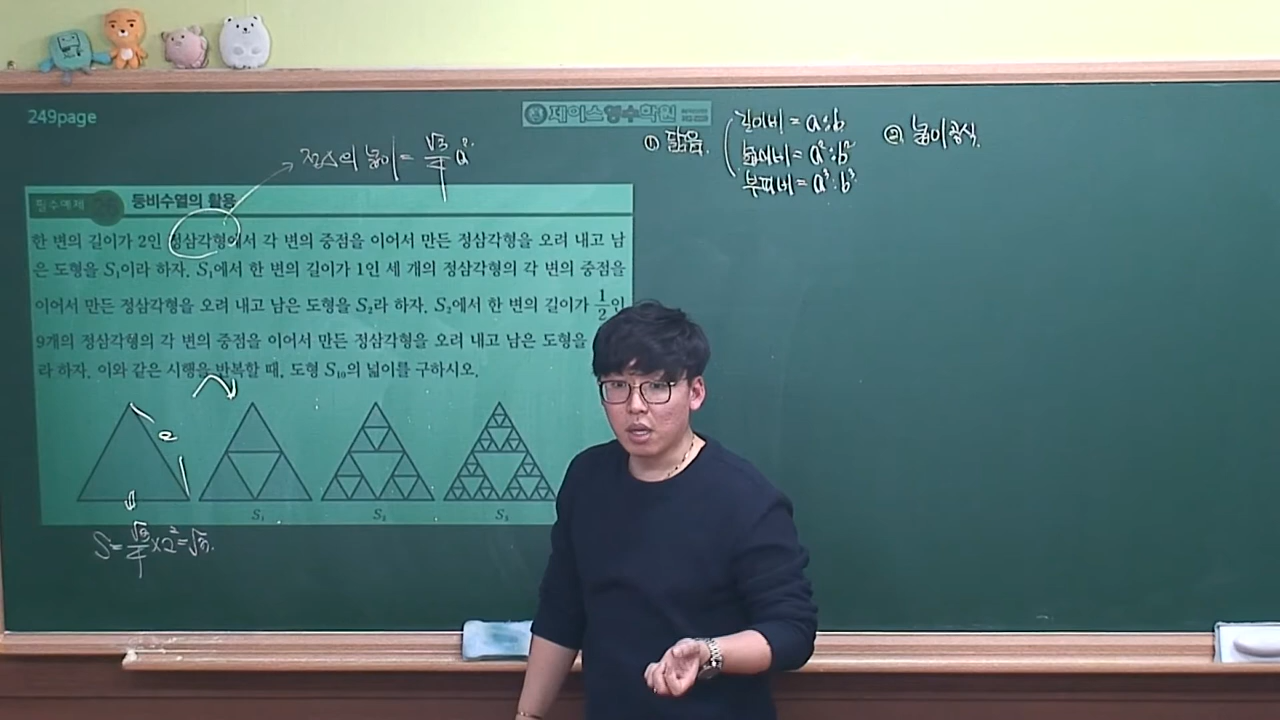 249page
제이스영수학원
정삼의 넓이 = √3/4 a²
① 닮음
길이비 = a:b
넓이비 = a²:b²
부피비 = a³:b³
② 넓이공식.
필수예제 등비수열의 활용
한 변의 길이가 2인 정삼각형에서 각 변의 중점을 이어서 만든 정삼각형을 오려 내고 남
은 도형을 S₁이라 하자. S₁에서 한 변의 길이가 1인 세 개의 정삼각형의 각 변의 중점을
이어서 만든 정삼각형을 오려 내고 남은 도형을 S₂라 하자. S₂에서 한 변의 길이가 1/2인
9개의 정삼각형의 각 변의 중점을 이어서 만든 정삼각형을 오려 내고 남은 도형을
라 하자. 이와 같은 시행을 반복할 때, 도형 S₁₀의 넓이를 구하시오.
2
S₁ S₂ S₃
S = √3/4 × 2² = √3.